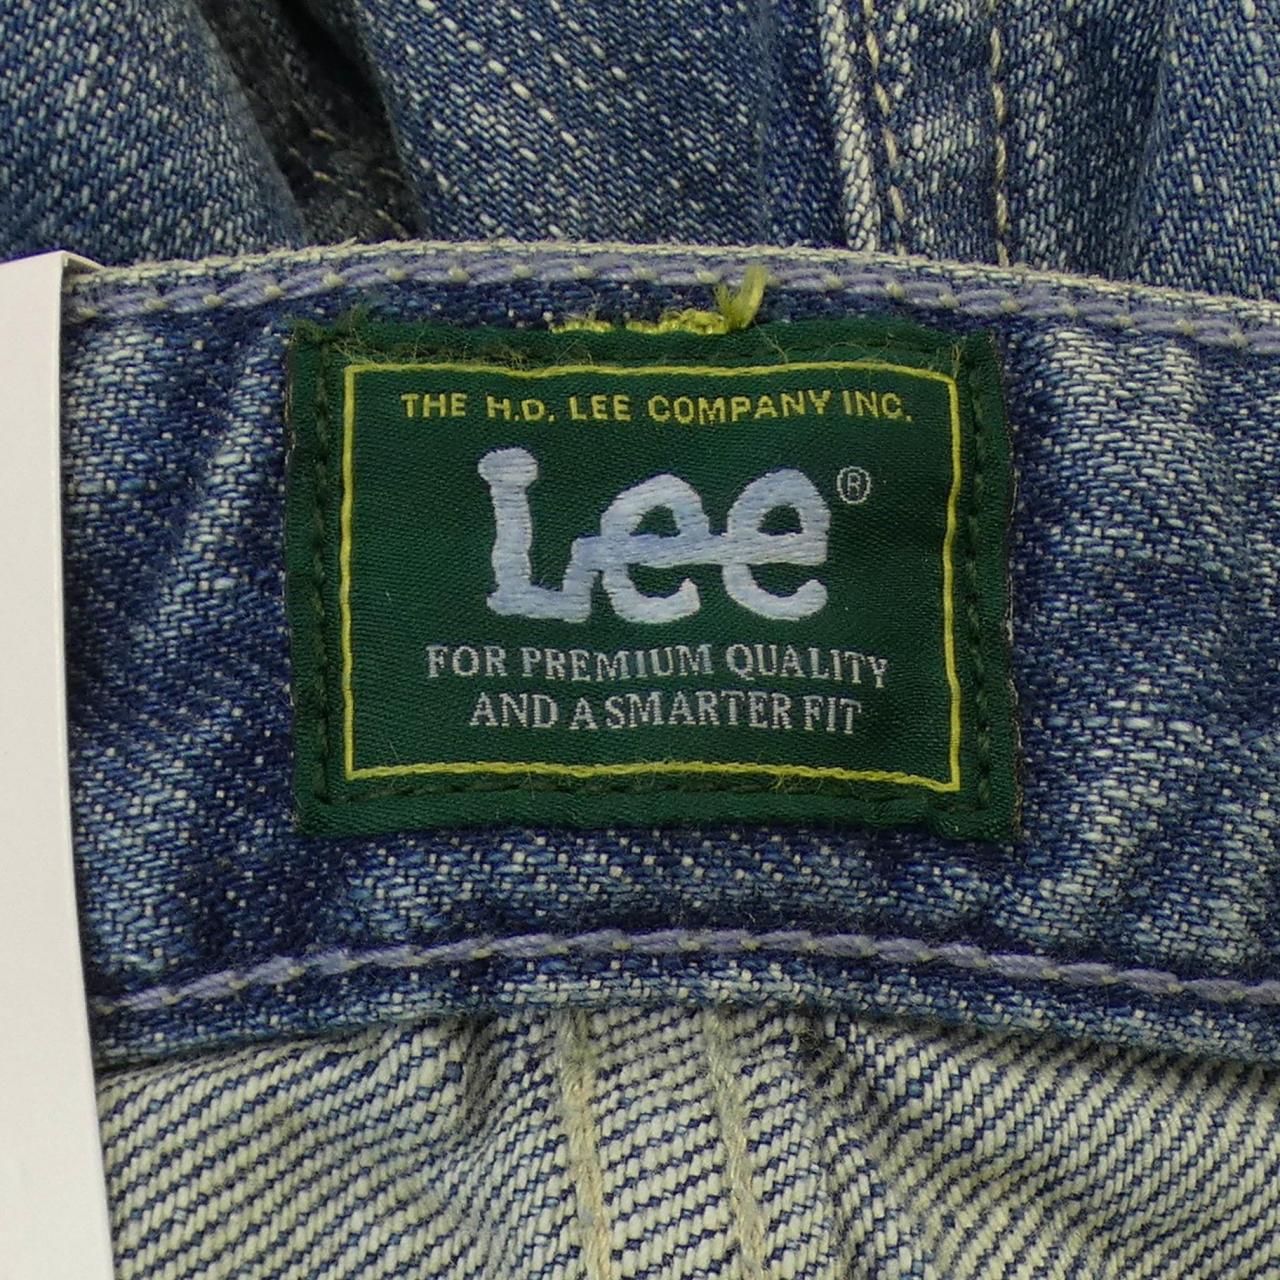 THE H.D. LEE COMPANY INC.
Lee®
FOR PREMIUM QUALITY
AND A SMARTER FIT